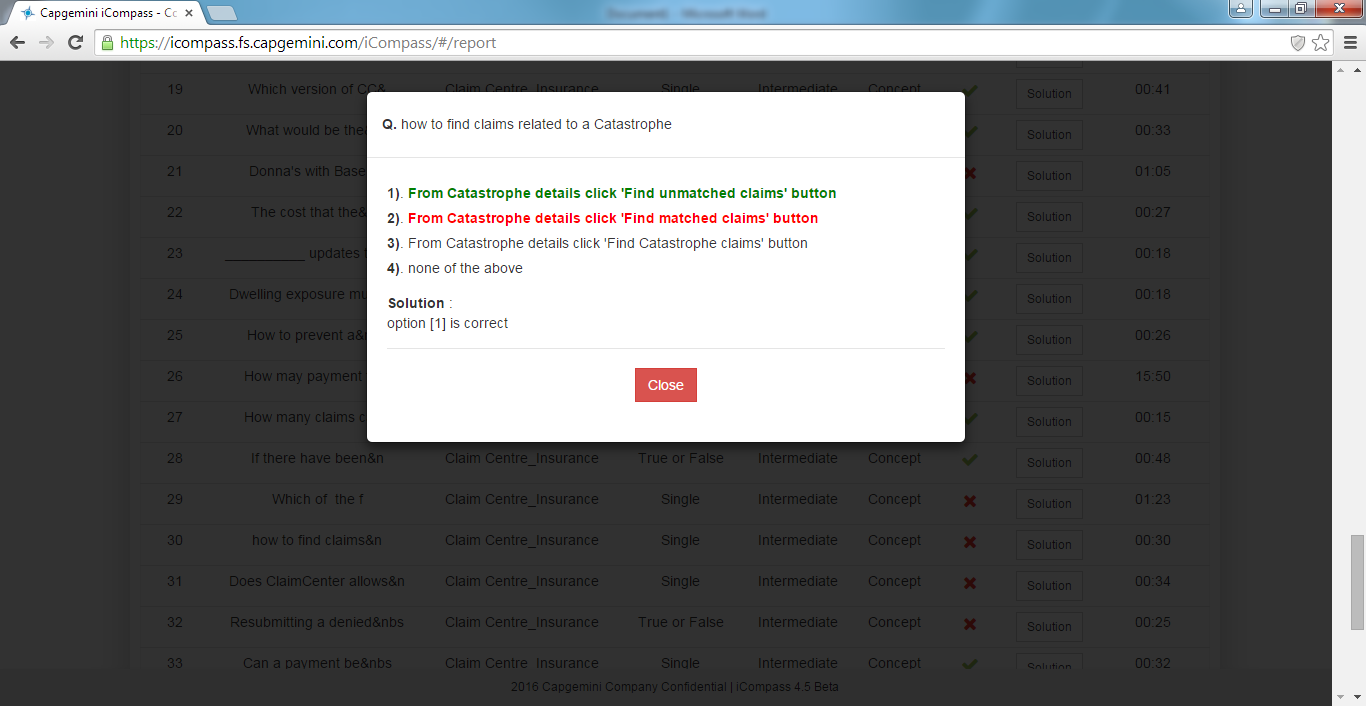 Capgemini iCompass - Cc
Document1 - Microsoft Word
https://icompass.fs.capgemini.com/iCompass/#/report
19 Which version of CC& Claim Centre_Insurance Single Intermediate Concept Solution 00:41
Q. how to find claims related to a Catastrophe
1). From Catastrophe details click 'Find unmatched claims' button
2). From Catastrophe details click 'Find matched claims' button
3). From Catastrophe details click 'Find Catastrophe claims' button
4). none of the above
Solution :
option [1] is correct
Close
20 What would be the& Solution 00:33
21 Donna's with Base Solution 01:05
22 The cost that the& Solution 00:27
23 __________ updates Solution 00:18
24 Dwelling exposure mu Solution 00:18
25 How to prevent a& Solution 00:26
26 How may payment Solution 15:50
27 How many claims c Solution 00:15
28 If there have been&n Claim Centre_Insurance True or False Intermediate Concept Solution 00:48
29 Which of the f Claim Centre_Insurance Single Intermediate Concept Solution 01:23
30 how to find claims&n Claim Centre_Insurance Single Intermediate Concept Solution 00:30
31 Does ClaimCenter allows&n Claim Centre_Insurance Single Intermediate Concept Solution 00:34
32 Resubmitting a denied&nbs Claim Centre_Insurance True or False Intermediate Concept Solution 00:25
33 Can a payment be&nbs Claim Centre_Insurance Single Intermediate Concept Solution 00:32
2016 Capgemini Company Confidential | iCompass 4.5 Beta